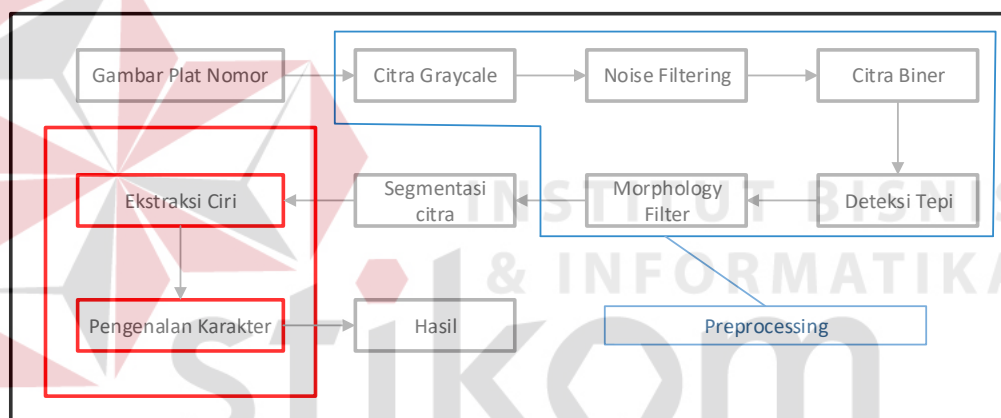 Gambar Plat Nomor
Citra Graycale
Noise Filtering
Citra Biner
Ekstraksi Ciri
Segmentasi
citra
Morphology
Filter
Deteksi Tepi
Pengenalan Karakter
Hasil
Preprocessing
INSTITUT BISNIS
& INFORMATIKA
stikom